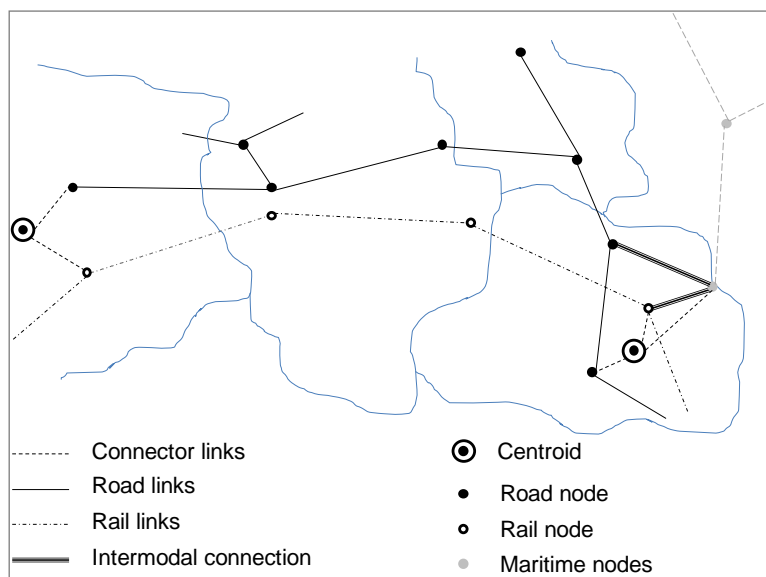 Connector links
Road links
Rail links
Intermodal connection
Centroid
Road node
Rail node
Maritime nodes